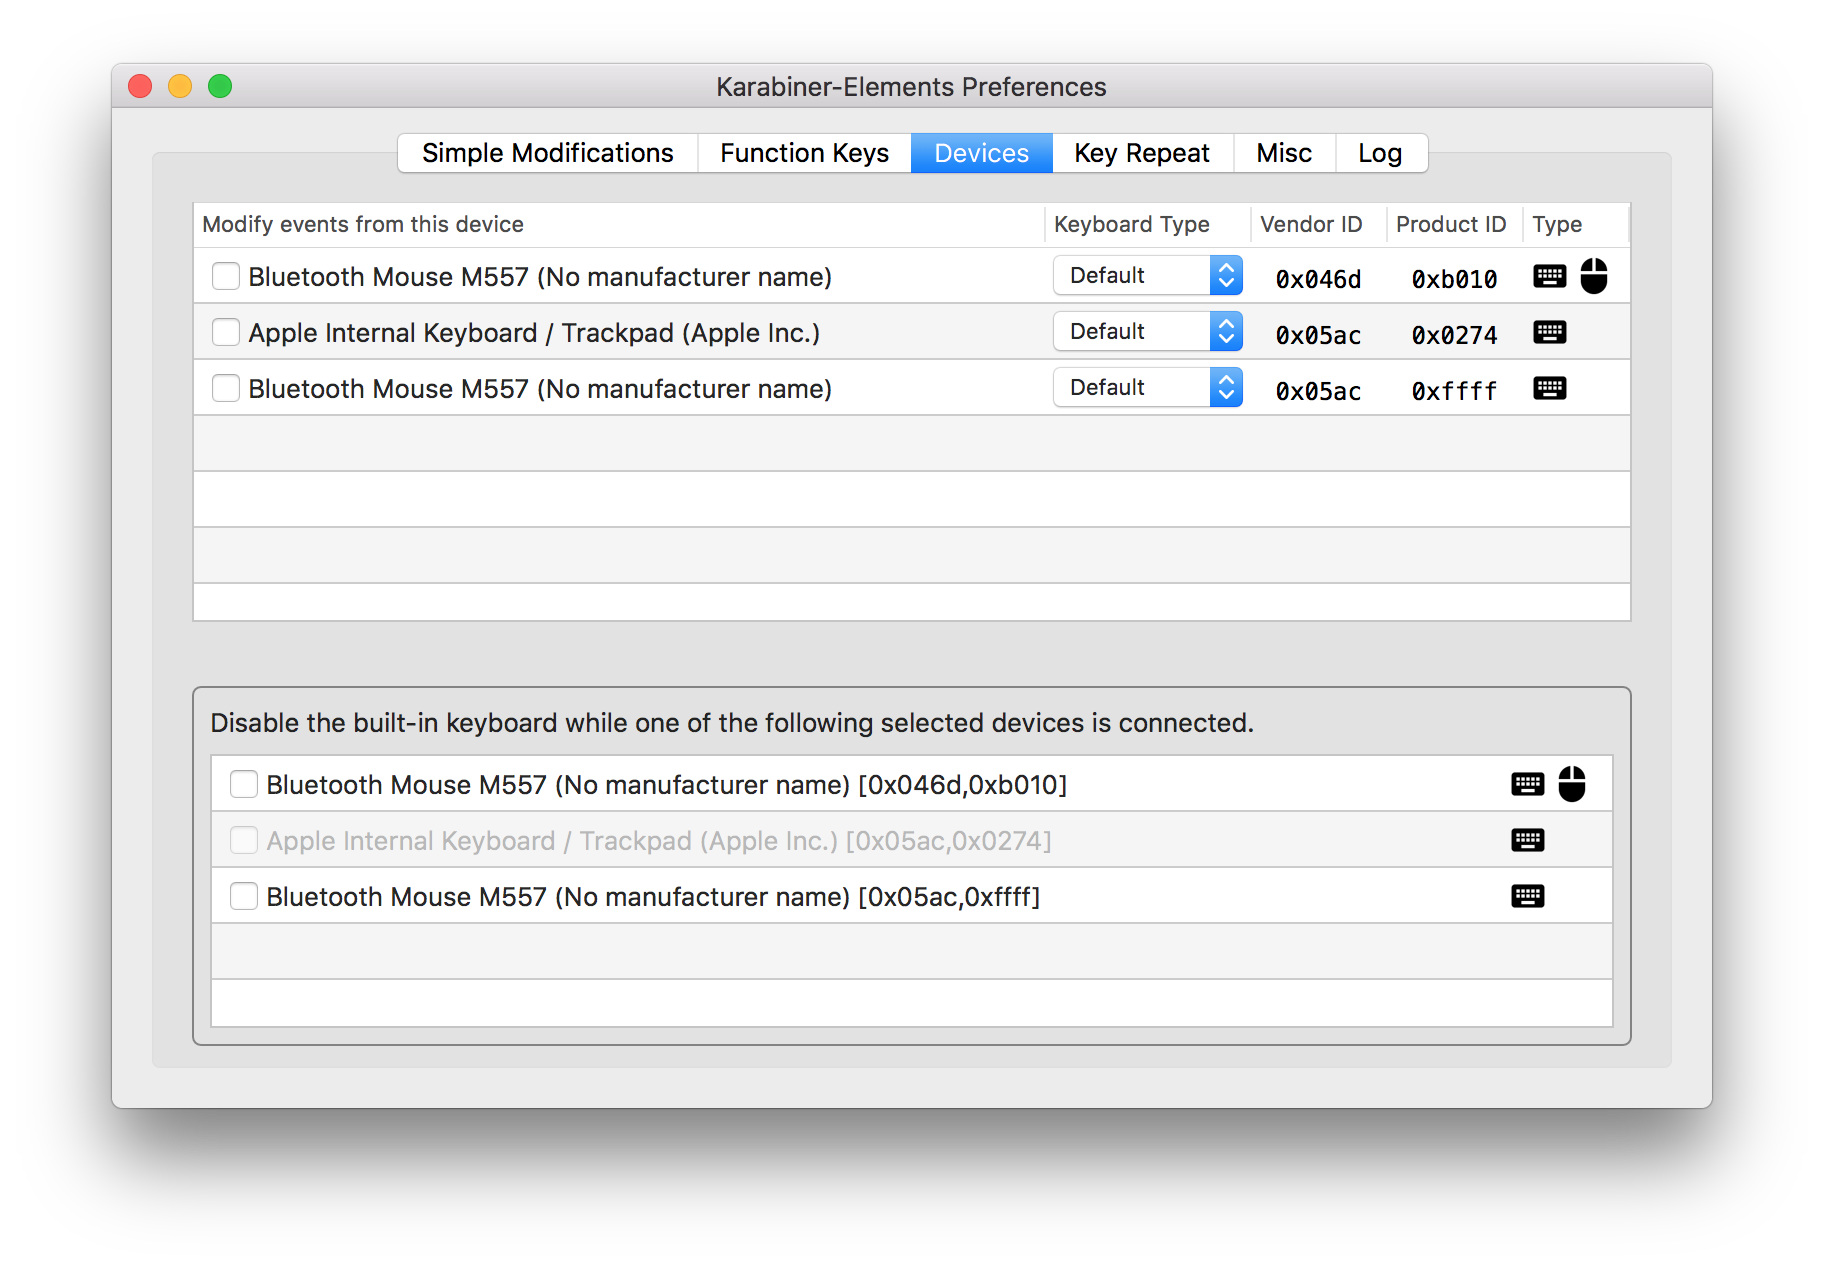 Karabiner-Elements Preferences
Simple Modifications Function Keys Devices Key Repeat Misc Log
Modify events from this device Keyboard Type Vendor ID Product ID Type
Bluetooth Mouse M557 (No manufacturer name) Default 0x046d 0xb010
Apple Internal Keyboard / Trackpad (Apple Inc.) Default 0x05ac 0x0274
Bluetooth Mouse M557 (No manufacturer name) Default 0x05ac 0xffff
Disable the built-in keyboard while one of the following selected devices is connected.
Bluetooth Mouse M557 (No manufacturer name) [0x046d,0xb010]
Apple Internal Keyboard / Trackpad (Apple Inc.) [0x05ac,0x0274]
Bluetooth Mouse M557 (No manufacturer name) [0x05ac,0xffff]